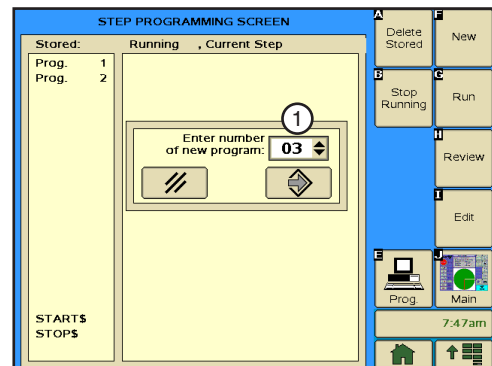 STEP PROGRAMMING SCREEN
Stored:
Running , Current Step
Prog. 1
Prog. 2
1
Enter number
of new program: 03
START$
STOP$
A
Delete
Stored
F
New
B
Stop
Running
G
Run
H
Review
I
Edit
E
Prog.
J
Main
7:47am